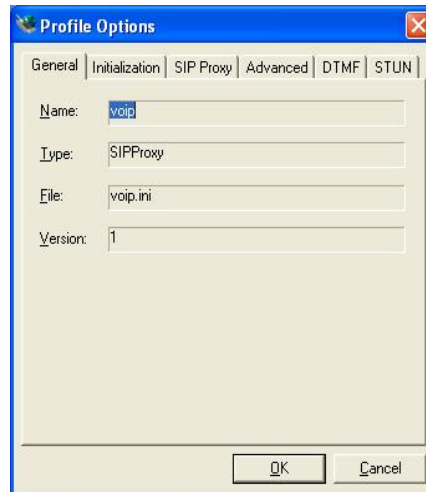 Profile Options
General Initialization SIP Proxy Advanced DTMF STUN
Name: voip
Type: SIPProxy
File: voip.ini
Version: 1
OK Cancel